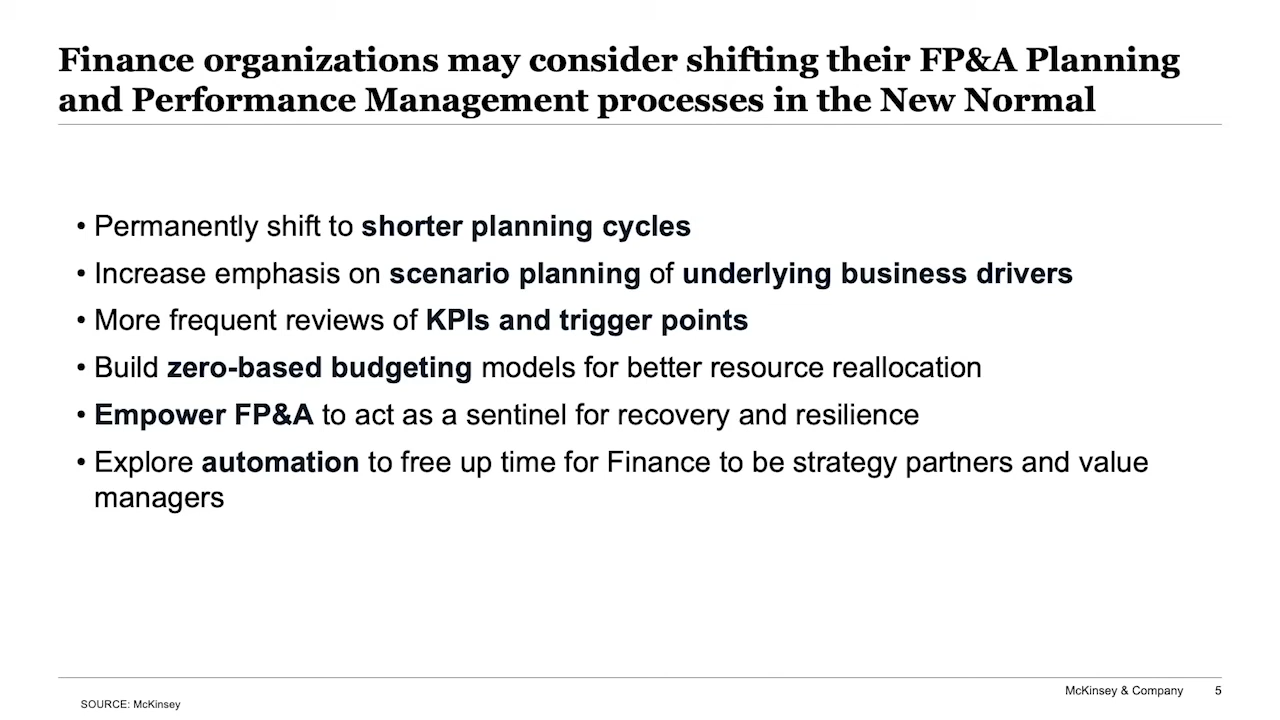 Finance organizations may consider shifting their FP&A Planning
and Performance Management processes in the New Normal
• Permanently shift to shorter planning cycles
• Increase emphasis on scenario planning of underlying business drivers
• More frequent reviews of KPIs and trigger points
• Build zero-based budgeting models for better resource reallocation
• Empower FP&A to act as a sentinel for recovery and resilience
• Explore automation to free up time for Finance to be strategy partners and value
managers
McKinsey & Company 5
SOURCE: McKinsey